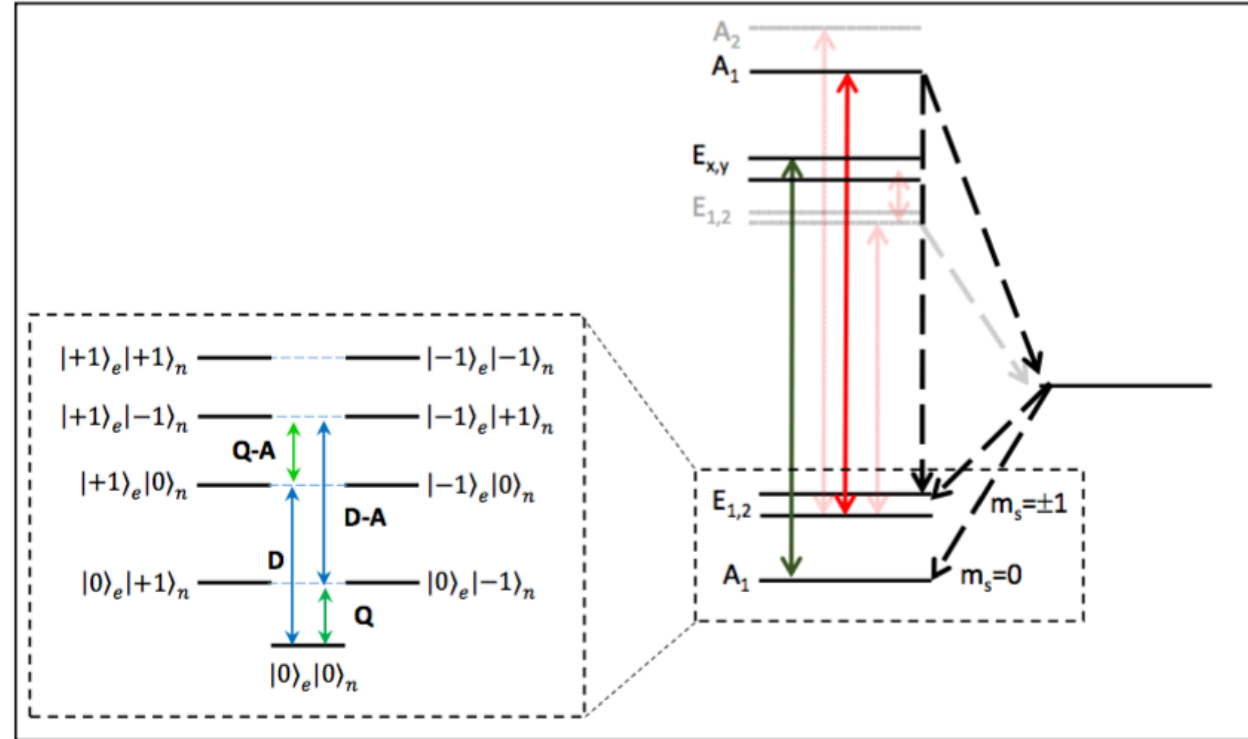 A₂
A₁
Eₓ,ᵧ
E₁,₂
|+1⟩ₑ|+1⟩ₙ |−1⟩ₑ|−1⟩ₙ
|+1⟩ₑ|−1⟩ₙ |−1⟩ₑ|+1⟩ₙ
Q-A
|+1⟩ₑ|0⟩ₙ |−1⟩ₑ|0⟩ₙ
D-A
D
|0⟩ₑ|+1⟩ₙ |0⟩ₑ|−1⟩ₙ
Q
|0⟩ₑ|0⟩ₙ
E₁,₂ mₛ=±1
A₁ mₛ=0